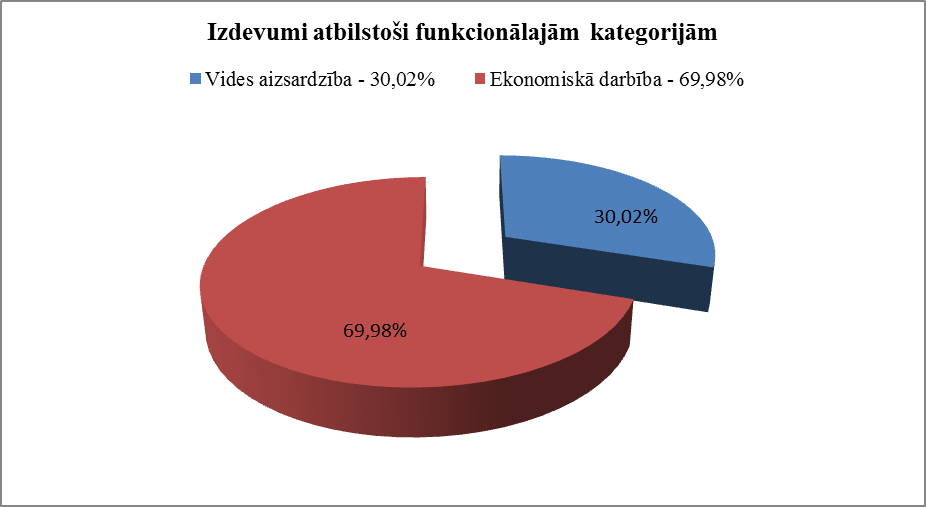 Izdevumi atbilstoši funkcionālajām kategorijām
Vides aizsardzība - 30,02% Ekonomiskā darbība - 69,98%
30,02%
69,98%